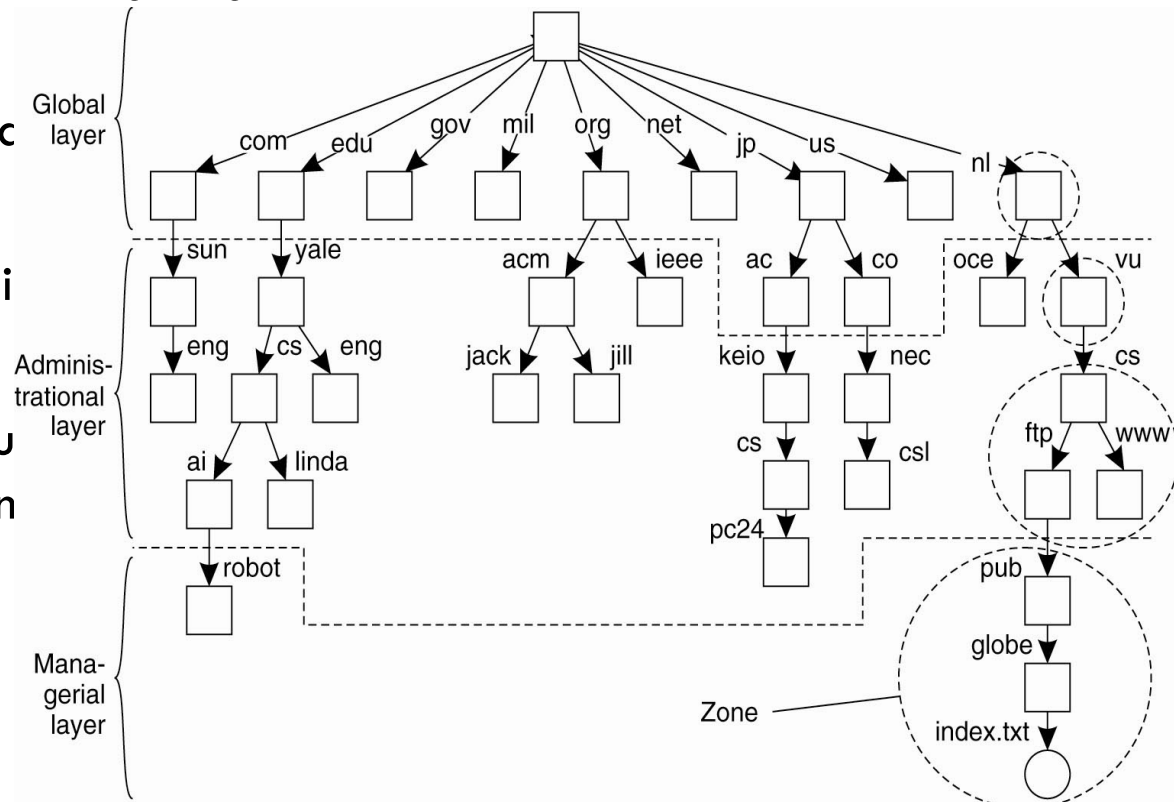 Global
layer
com
edu
gov
mil
org
net
jp
us
nl
sun
yale
acm
ieee
ac
co
oce
vu
Adminis-
trational
layer
eng
cs
eng
jack
jill
keio
nec
cs
ai
linda
cs
csl
ftp
www
pc24
robot
pub
Mana-
gerial
layer
globe
Zone
index.txt